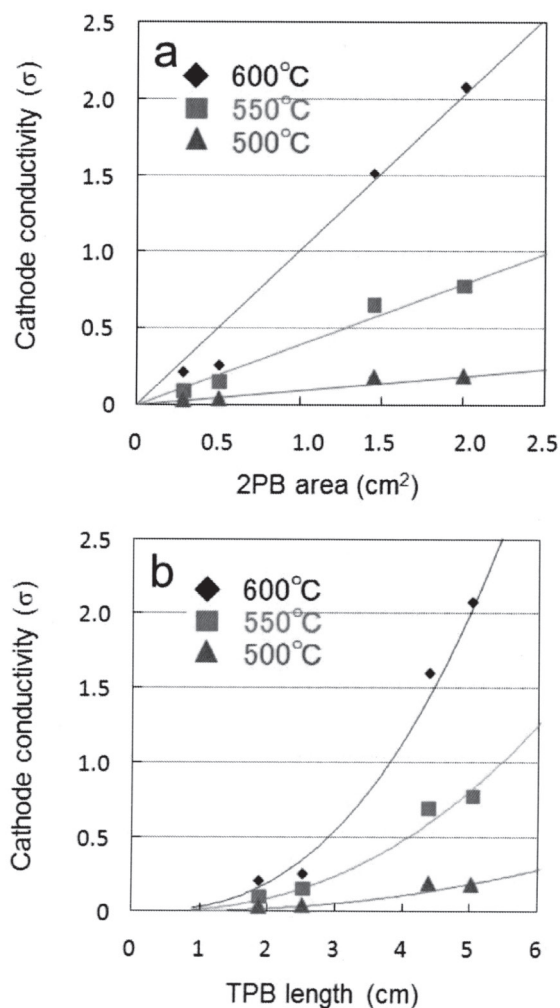 a
600°C
550°C
500°C
Cathode conductivity (σ)
2.5
2.0
1.5
1.0
0.5
0
0 0.5 1.0 1.5 2.0 2.5
2PB area (cm²)
b
600°C
550°C
500°C
Cathode conductivity (σ)
2.5
2.0
1.5
1.0
0.5
0
0 1 2 3 4 5 6
TPB length (cm)